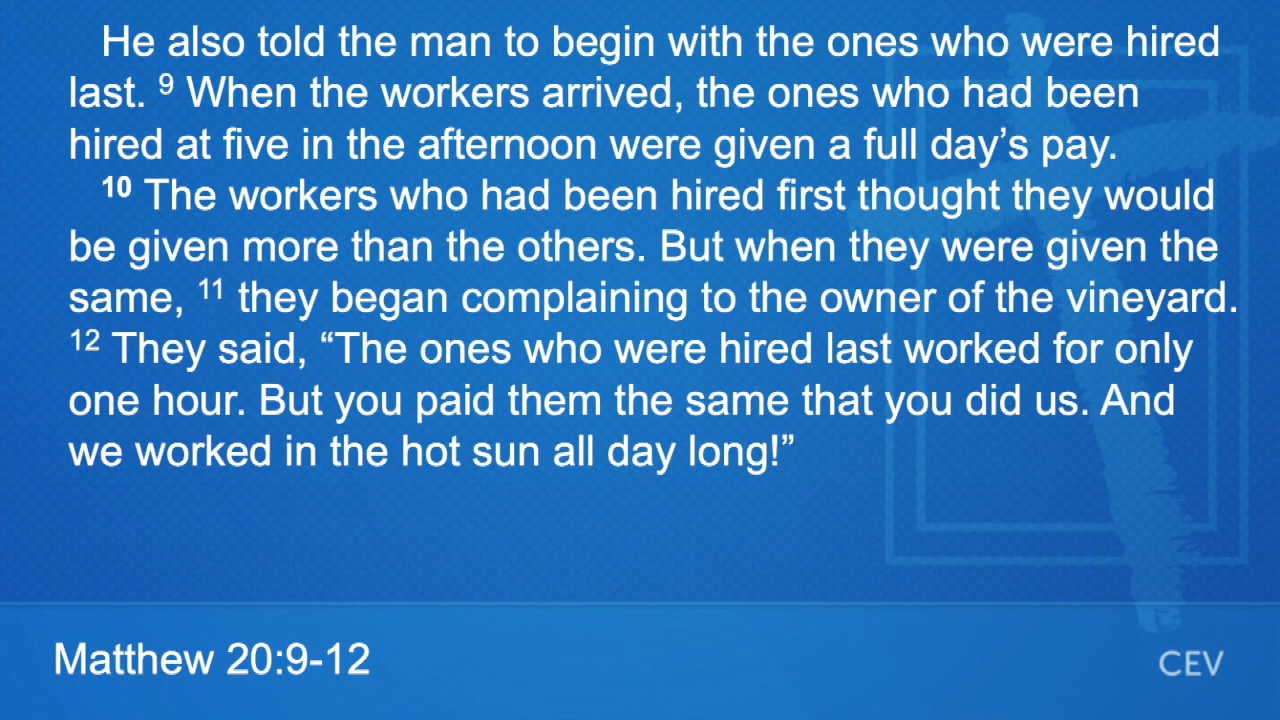 He also told the man to begin with the ones who were hired
last. ⁹ When the workers arrived, the ones who had been
hired at five in the afternoon were given a full day’s pay.
¹⁰ The workers who had been hired first thought they would
be given more than the others. But when they were given the
same, ¹¹ they began complaining to the owner of the vineyard.
¹² They said, “The ones who were hired last worked for only
one hour. But you paid them the same that you did us. And
we worked in the hot sun all day long!”
Matthew 20:9-12
CEV